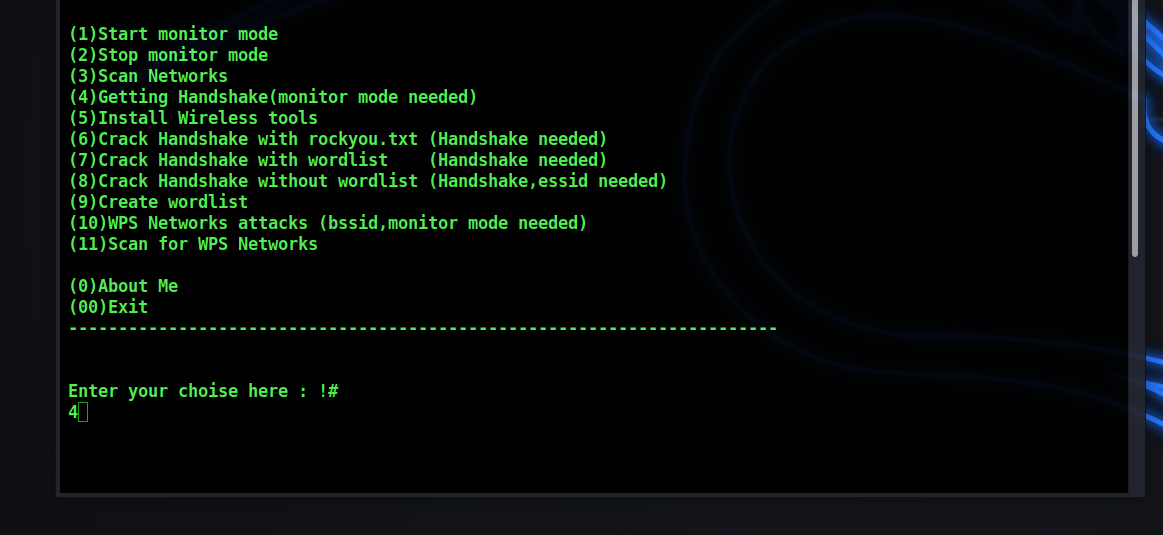 (1)Start monitor mode
(2)Stop monitor mode
(3)Scan Networks
(4)Getting Handshake(monitor mode needed)
(5)Install Wireless tools
(6)Crack Handshake with rockyou.txt (Handshake needed)
(7)Crack Handshake with wordlist    (Handshake needed)
(8)Crack Handshake without wordlist (Handshake,essid needed)
(9)Create wordlist
(10)WPS Networks attacks (bssid,monitor mode needed)
(11)Scan for WPS Networks
(0)About Me
(00)Exit
-----------------------------------------------------------------------
Enter your choise here : !#
4